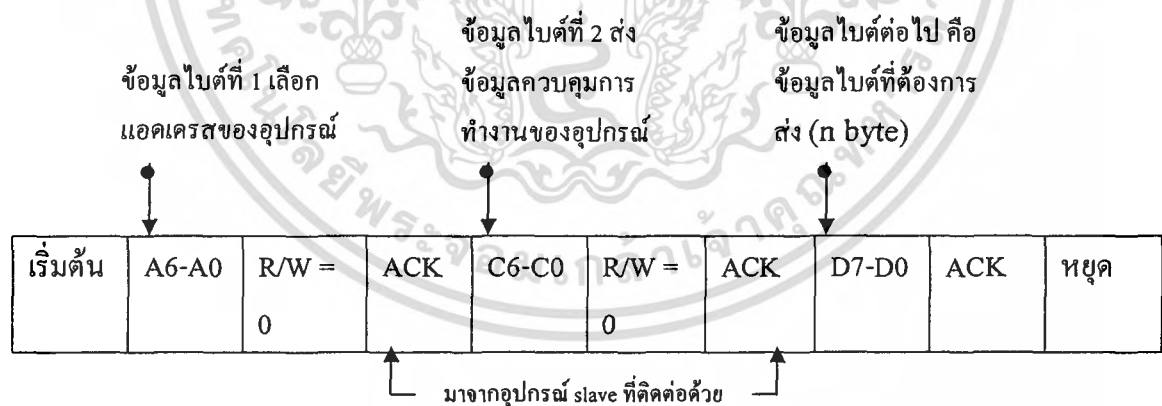 ข้อมูลไบต์ที่ 1 เลือก
แอดเดรสของอุปกรณ์
ข้อมูลไบต์ที่ 2 ส่ง
ข้อมูลควบคุมการ
ทำงานของอุปกรณ์
ข้อมูลไบต์ต่อไป คือ
ข้อมูลไบต์ที่ต้องการ
ส่ง (n byte)
เริ่มต้น A6-A0 R/W = ACK C6-C0 R/W = ACK D7-D0 ACK หยุด
0 0
มาจากอุปกรณ์ slave ที่ติดต่อด้วย